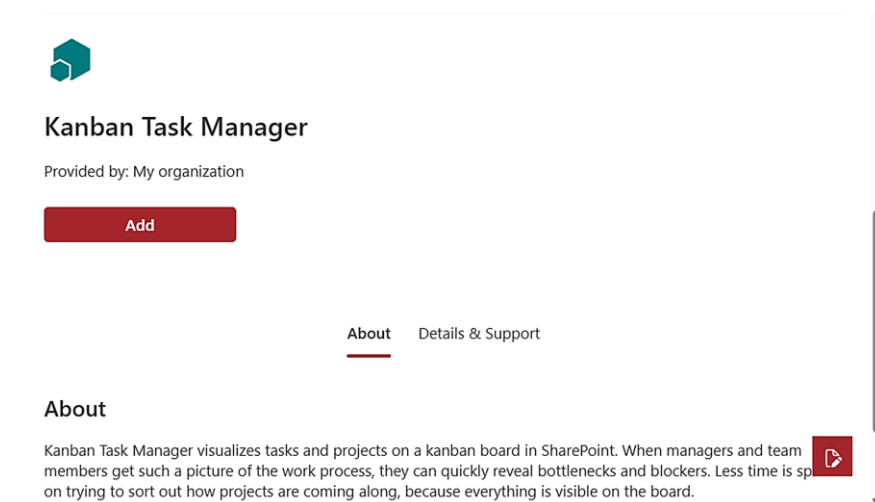 Kanban Task Manager
Provided by: My organization
Add
About Details & Support
About
Kanban Task Manager visualizes tasks and projects on a kanban board in SharePoint. When managers and team
members get such a picture of the work process, they can quickly reveal bottlenecks and blockers. Less time is
on trying to sort out how projects are coming along, because everything is visible on the board.